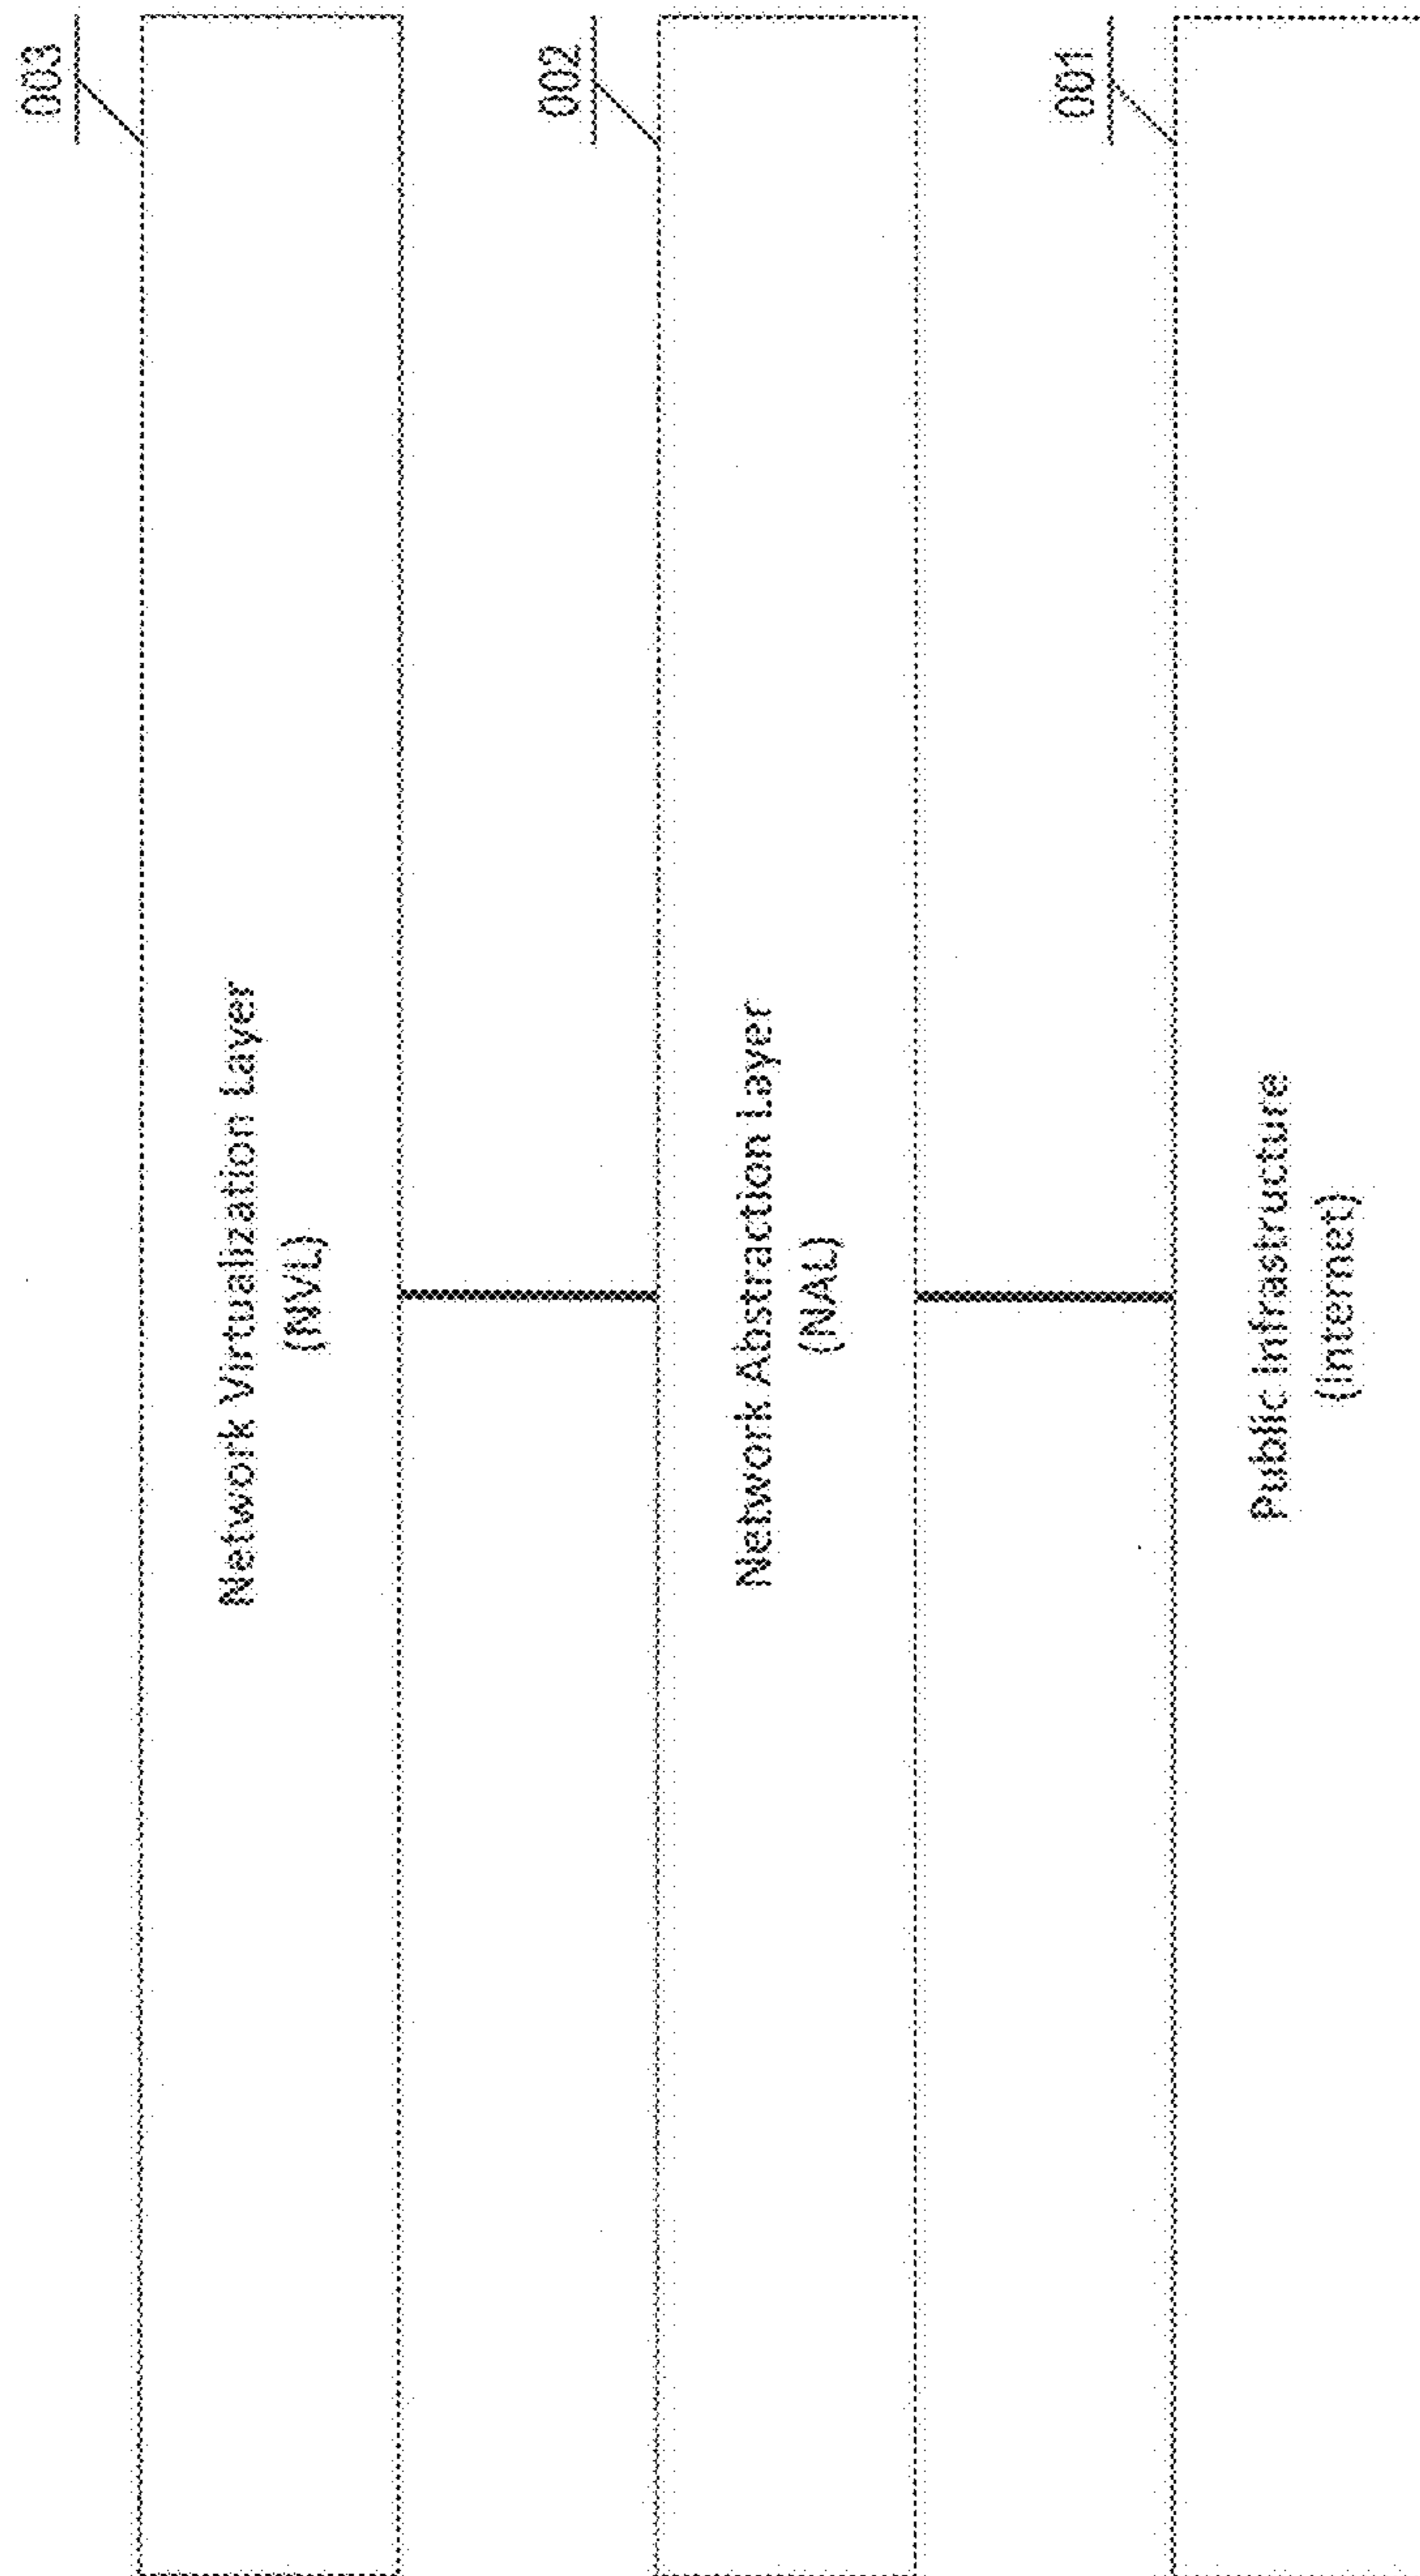 003
Network Virtualization Layer
(NVL)
002
Network Abstraction Layer
(NAL)
001
Public Infrastructure
(Internet)